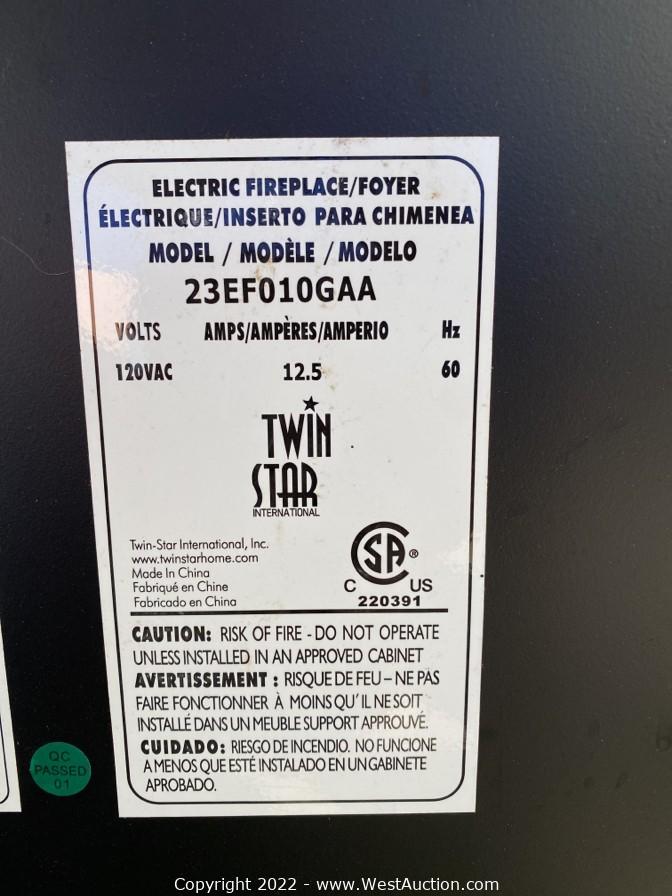 ELECTRIC FIREPLACE/FOYER
ÉLECTRIQUE/INSERTO PARA CHIMENEA
MODEL / MODÈLE / MODELO
23EF010GAA
VOLTS AMPS/AMPÈRES/AMPERIO Hz
120VAC 12.5 60
TWIN
STAR
INTERNATIONAL
Twin-Star International, Inc.
www.twinstarhome.com
Made In China
Fabriqué en Chine
Fabricado en China
CSA ®
C US
220391
CAUTION: RISK OF FIRE - DO NOT OPERATE
UNLESS INSTALLED IN AN APPROVED CABINET
AVERTISSEMENT : RISQUE DE FEU – NE PAS
FAIRE FONCTIONNER À MOINS QU' IL NE SOIT
INSTALLÉ DANS UN MEUBLE SUPPORT APPROUVÉ.
CUIDADO: RIESGO DE INCENDIO. NO FUNCIONE
A MENOS QUE ESTÉ INSTALADO EN UN GABINETE
APROBADO.
QC
PASSED
01
Copyright 2022 - www.WestAuction.com